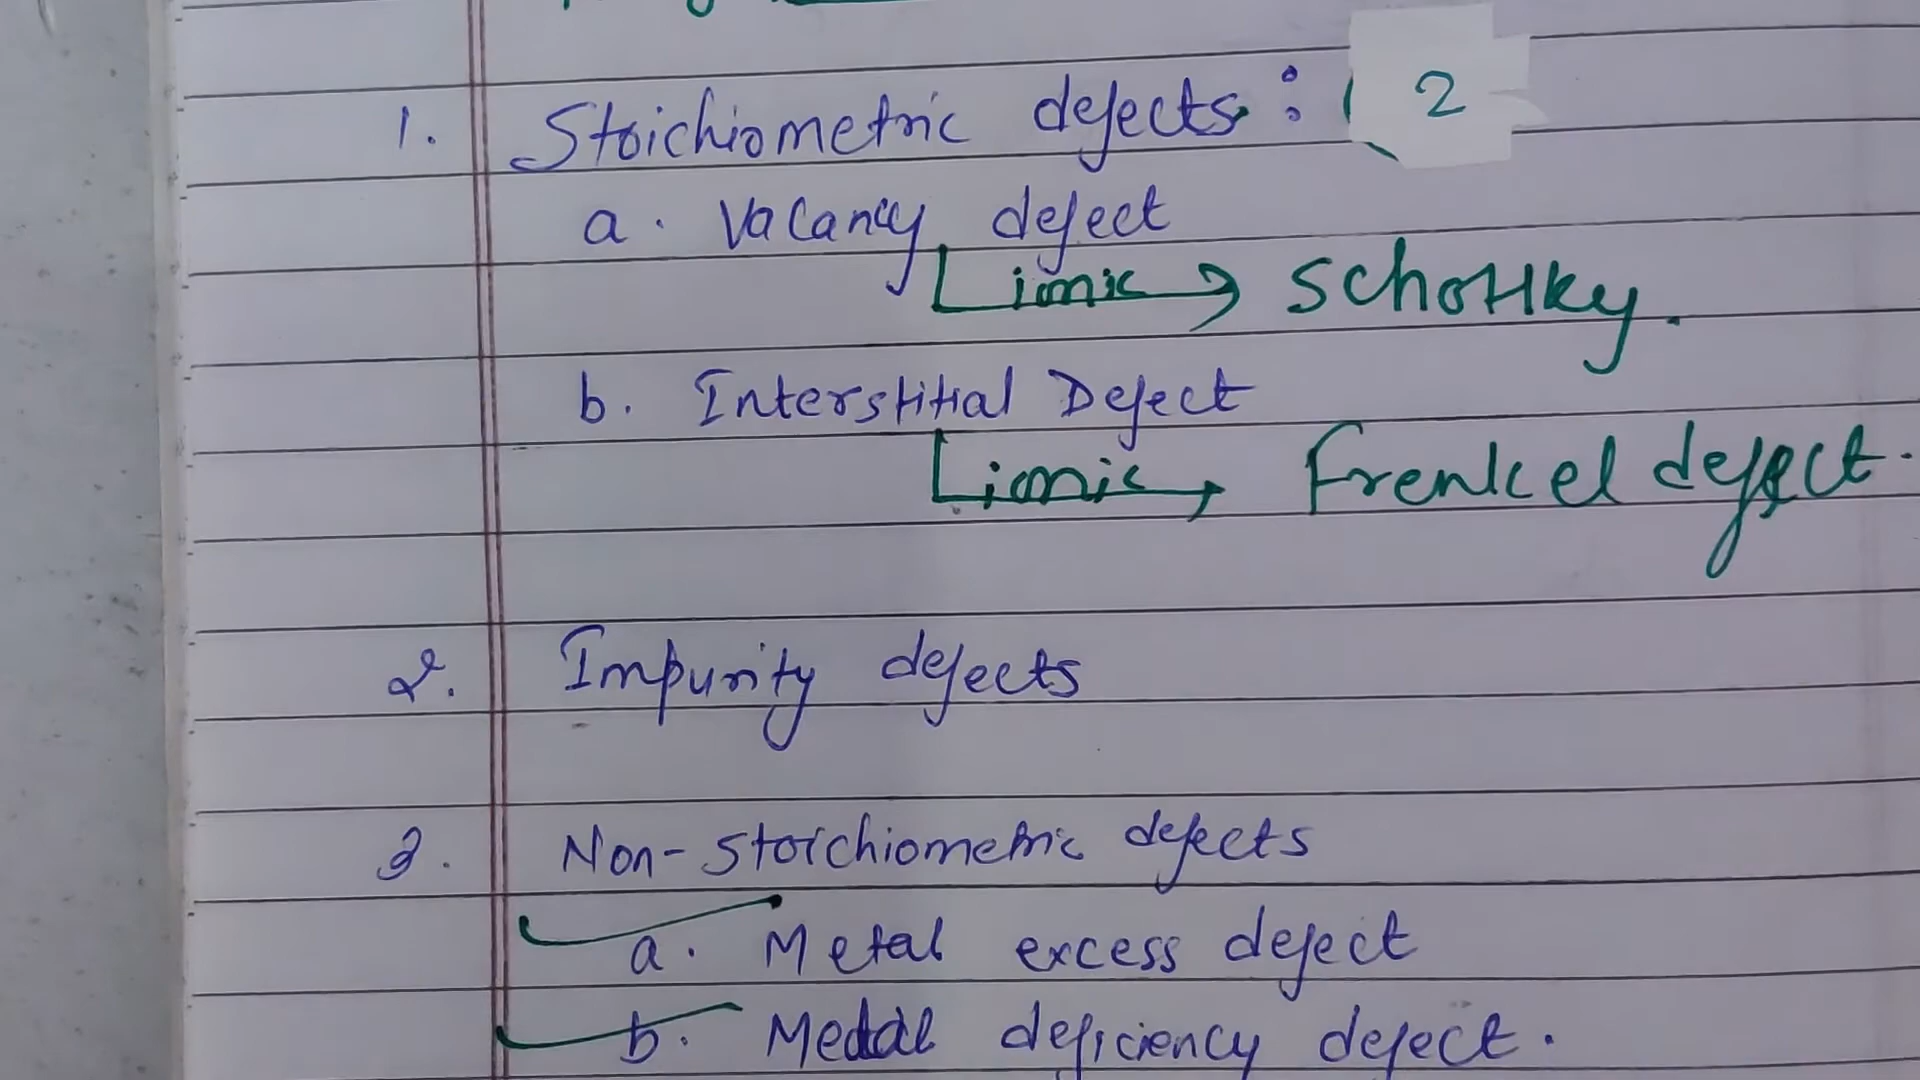 1. Stoichiometric defects : ( 2
a. Vacancy defect
ionic → Schottky.
b. Interstitial Defect
ionic → Frenkel defect.
2. Impurity defects
3. Non-Stoichiometric defects
a. Metal excess defect
b. Medal deficiency defect.